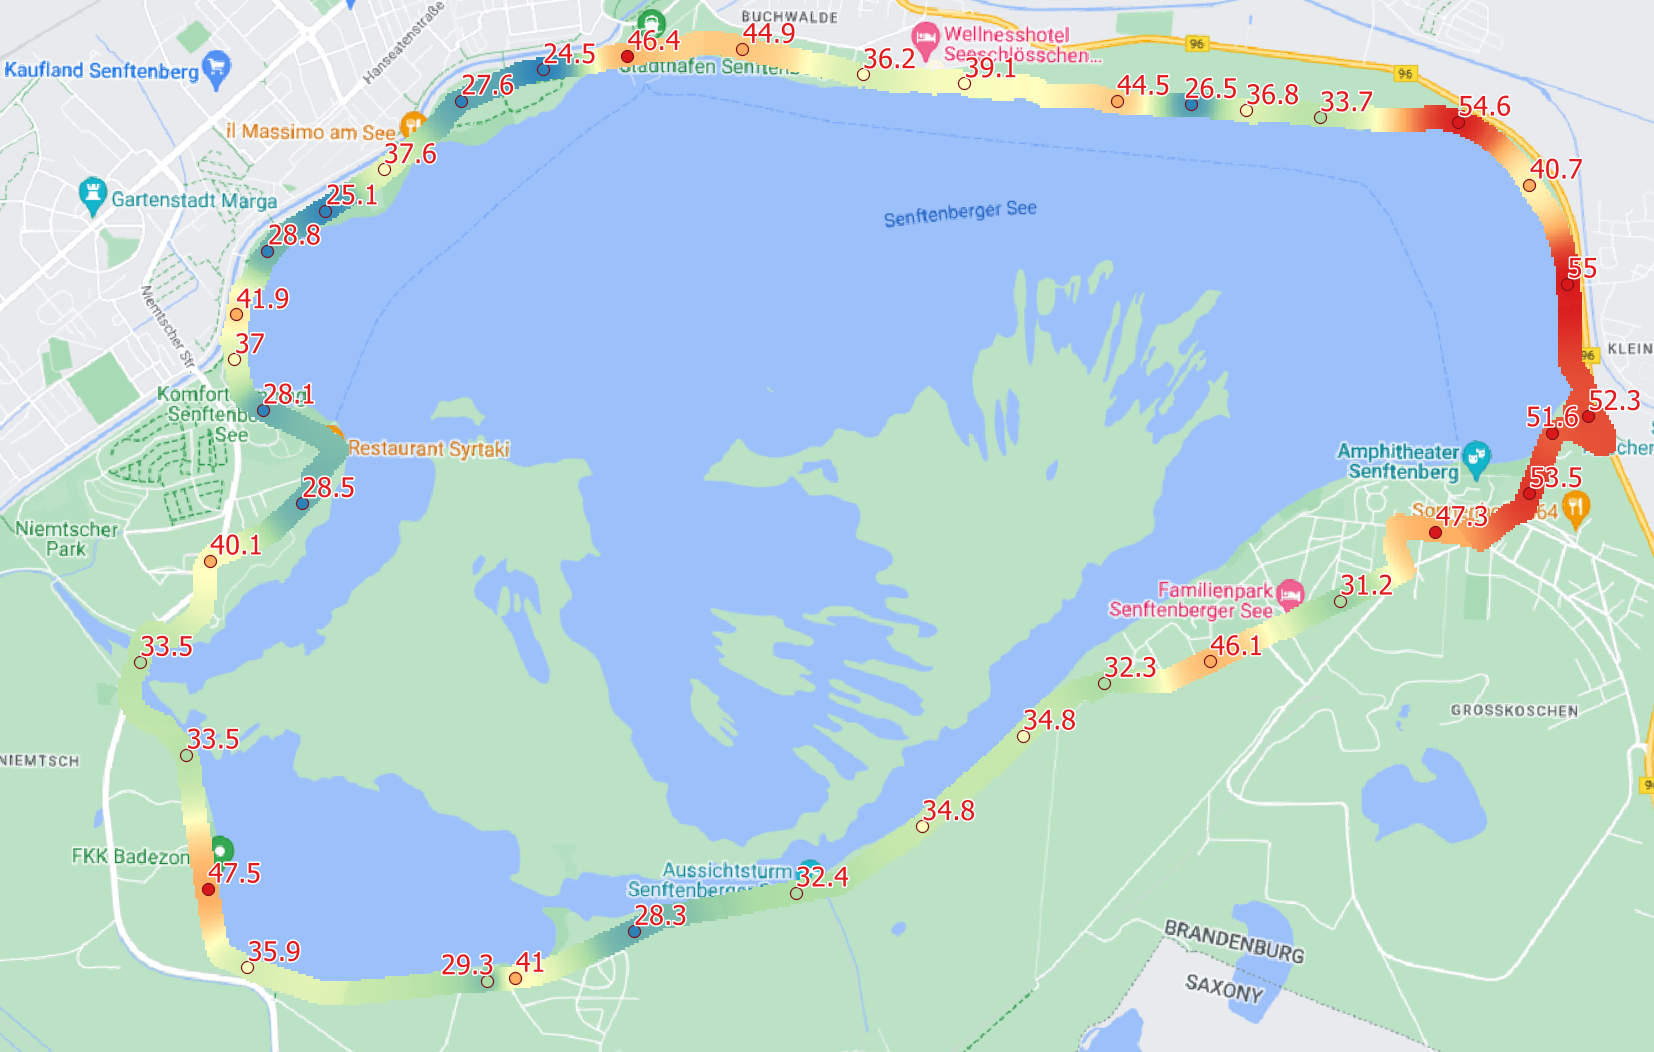 BUCHWALDE
Wellnesshotel
Seeschlösschen...
Kaufland Senftenberg
Hanseatenstraße
46.4
44.9
24.5
36.2
39.1
Stadthafen Senftenb
96
96
27.6
44.5
26.5
36.8
33.7
54.6
il Massimo am See
37.6
40.7
Gartenstadt Marga
25.1
Senftenberger See
28.8
55
41.9
Niemtscher Str.
37
96
KLEIN
28.1
Komfort
Senftenbe
See
51.6
52.3
Restaurant Syrtaki
Amphitheater
Senftenberg
cher
28.5
53.5
64
47.3
Niemtscher
Park
40.1
31.2
Familienpark
Senftenberger See
33.5
46.1
32.3
34.8
GROSSKOSCHEN
33.5
NIEMTSCH
34.8
FKK Badezon
47.5
Aussichtsturm
Senftenberger S
32.4
28.3
35.9
29.3
41
BRANDENBURG
SAXONY